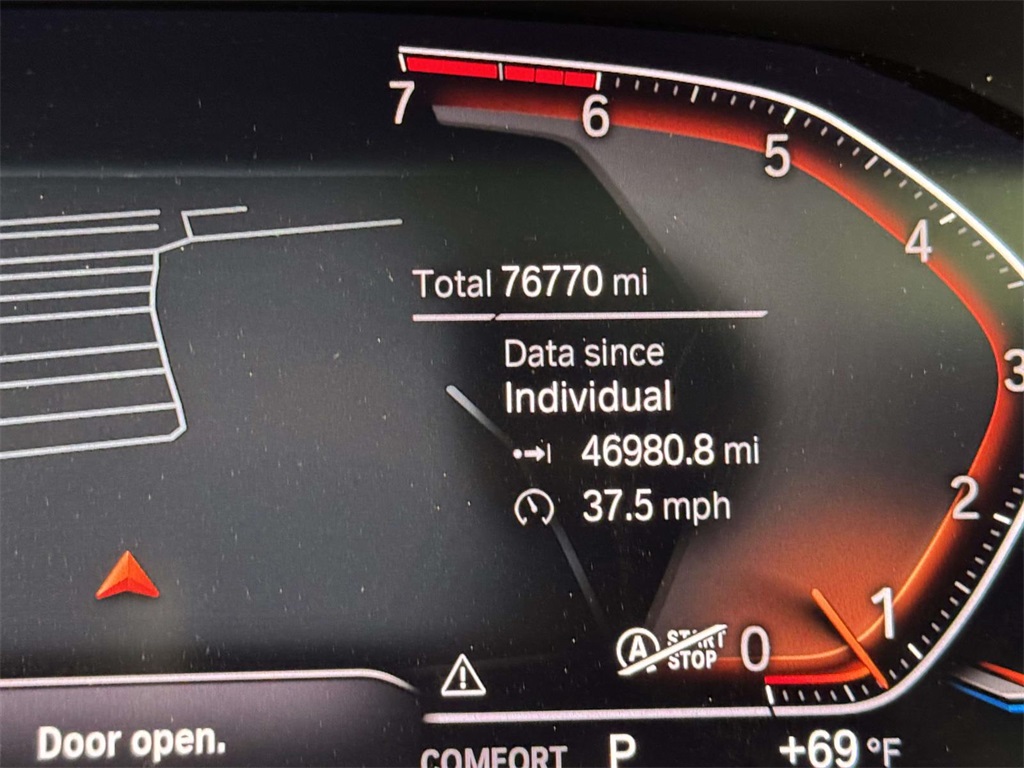 7
6
5
4
3
2
1
0
Total 76770 mi
Data since
Individual
46980.8 mi
37.5 mph
A START
STOP
Door open.
COMFORT P +69 °F